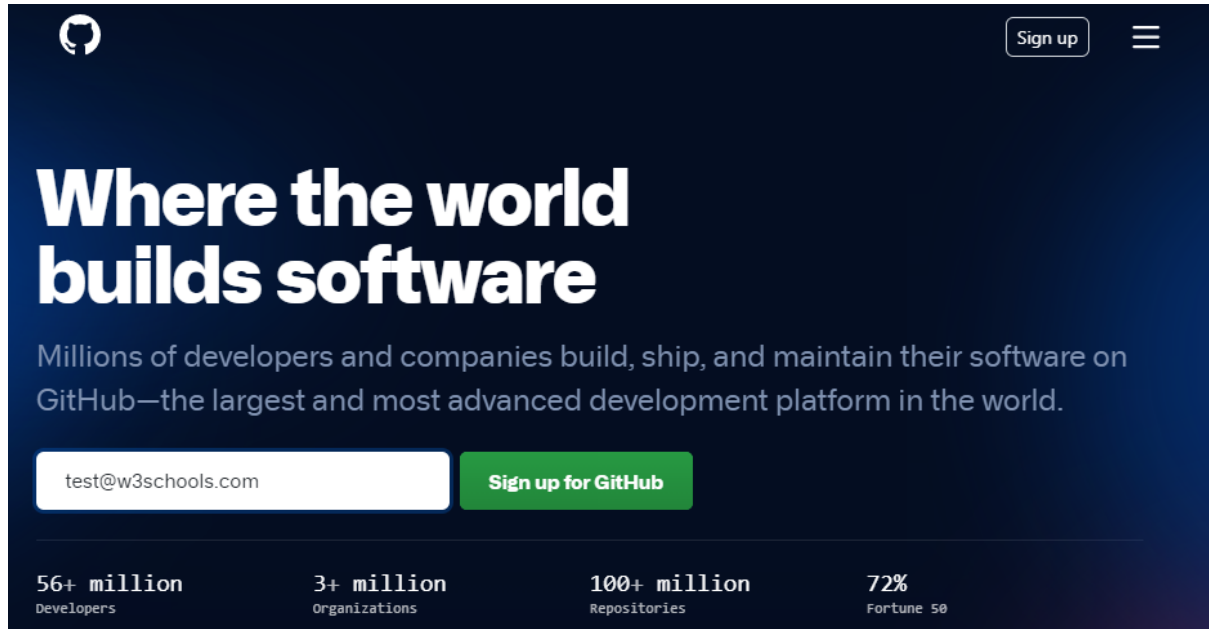 Sign up
Where the world
builds software
Millions of developers and companies build, ship, and maintain their software on
GitHub—the largest and most advanced development platform in the world.
test@w3schools.com
Sign up for GitHub
56+ million
Developers
3+ million
Organizations
100+ million
Repositories
72%
Fortune 50